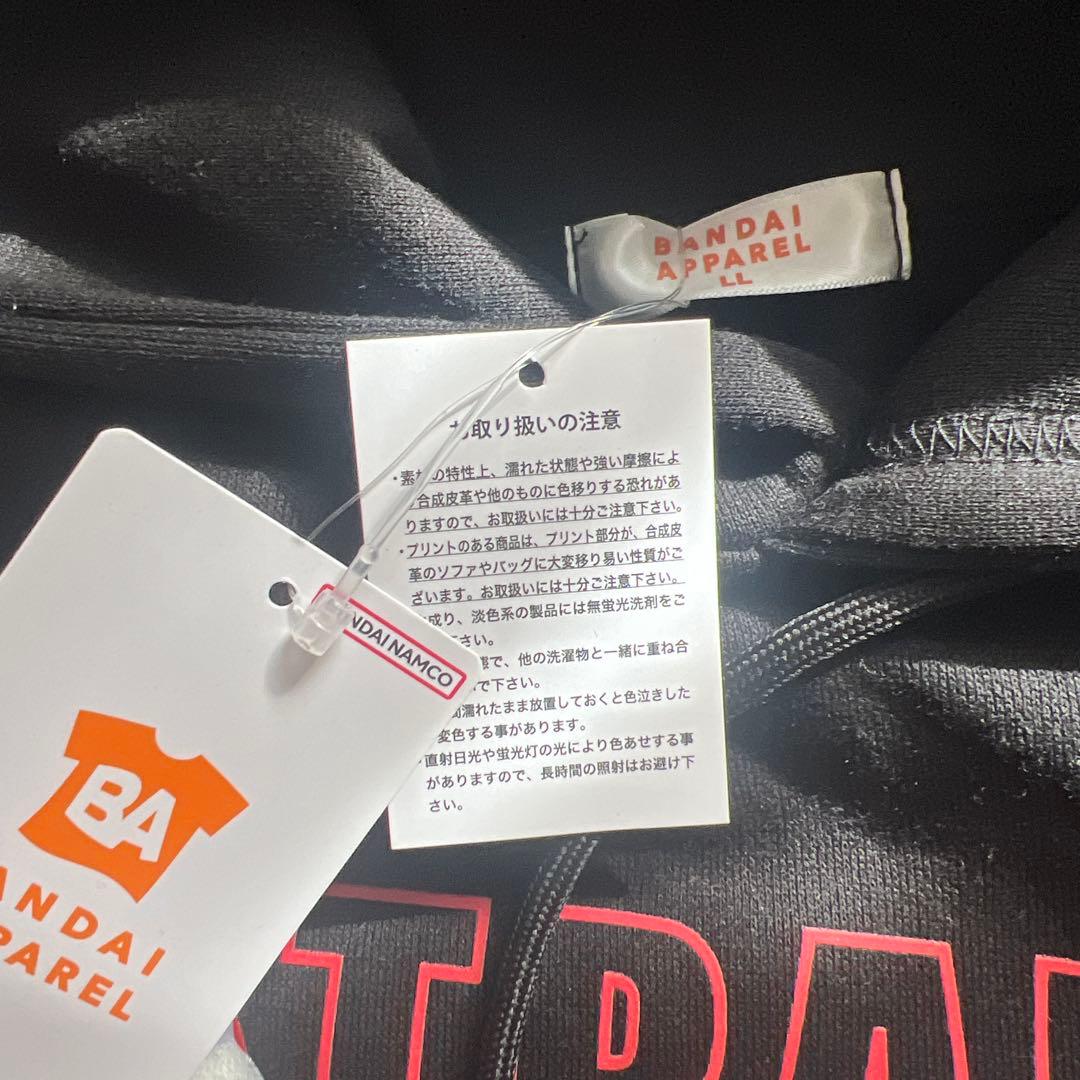 BANDAI
APPAREL
LL
取り扱いの注意
・素 の特性上、濡れた状態や強い摩擦によ
合成皮革や他のものに色移りする恐れがあ
りますので、お取扱いには十分ご注意下さい。
・プリントのある商品は、プリント部分が、合成皮
革のソファやバッグに大変移り易い性質がご
ざいます。お取扱いには十分ご注意下さい。
成り、淡色系の製品には無蛍光洗剤をご
さい。
態で、他の洗濯物と一緒に重ね合
で下さい。
濡れたまま放置しておくと色泣きした
変色する事があります。
・直射日光や蛍光灯の光により色あせする事
がありますので、長時間の照射はお避け下
さい。
NDAI NAMCO
BA
ANDAI
PAREL
TRA